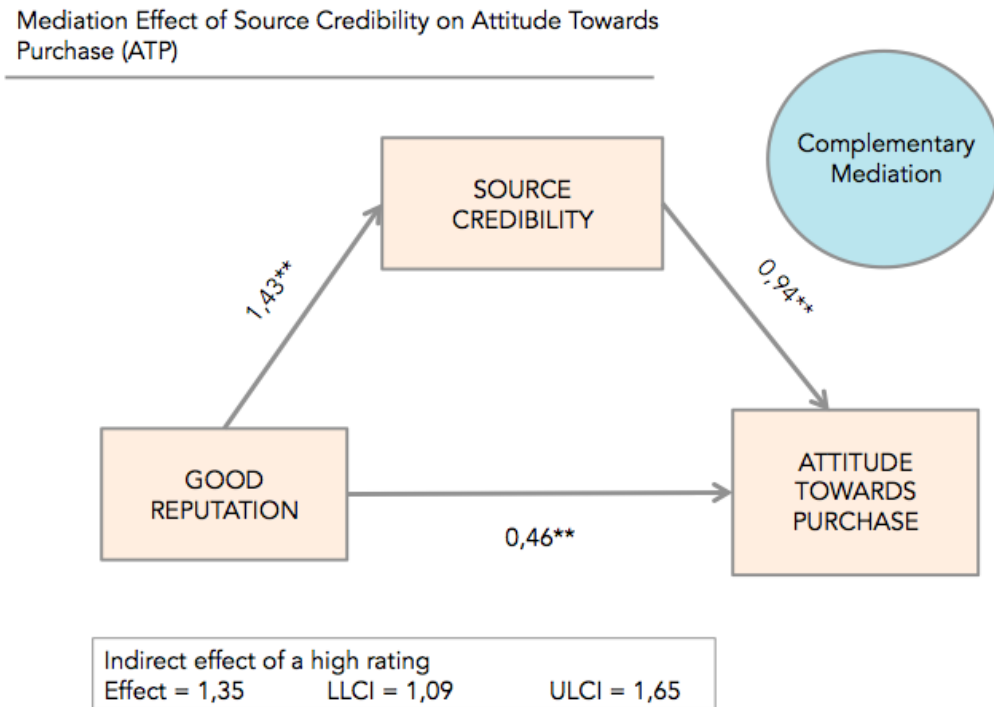 Mediation Effect of Source Credibility on Attitude Towards
Purchase (ATP)
Complementary
Mediation
SOURCE
CREDIBILITY
1,43**
0,94**
GOOD
REPUTATION
ATTITUDE
TOWARDS
PURCHASE
0,46**
Indirect effect of a high rating
Effect = 1,35 LLCI = 1,09 ULCI = 1,65